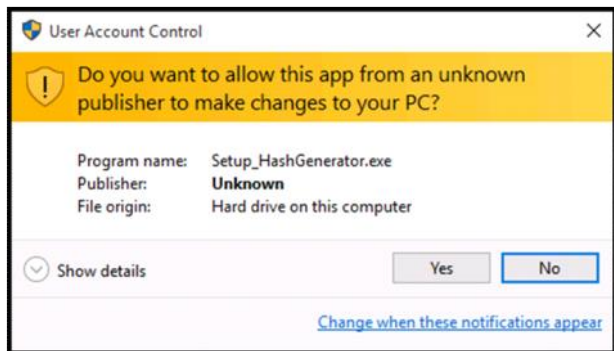 User Account Control
Do you want to allow this app from an unknown
publisher to make changes to your PC?
Program name: Setup_HashGenerator.exe
Publisher: Unknown
File origin: Hard drive on this computer
Show details Yes No
Change when these notifications appear